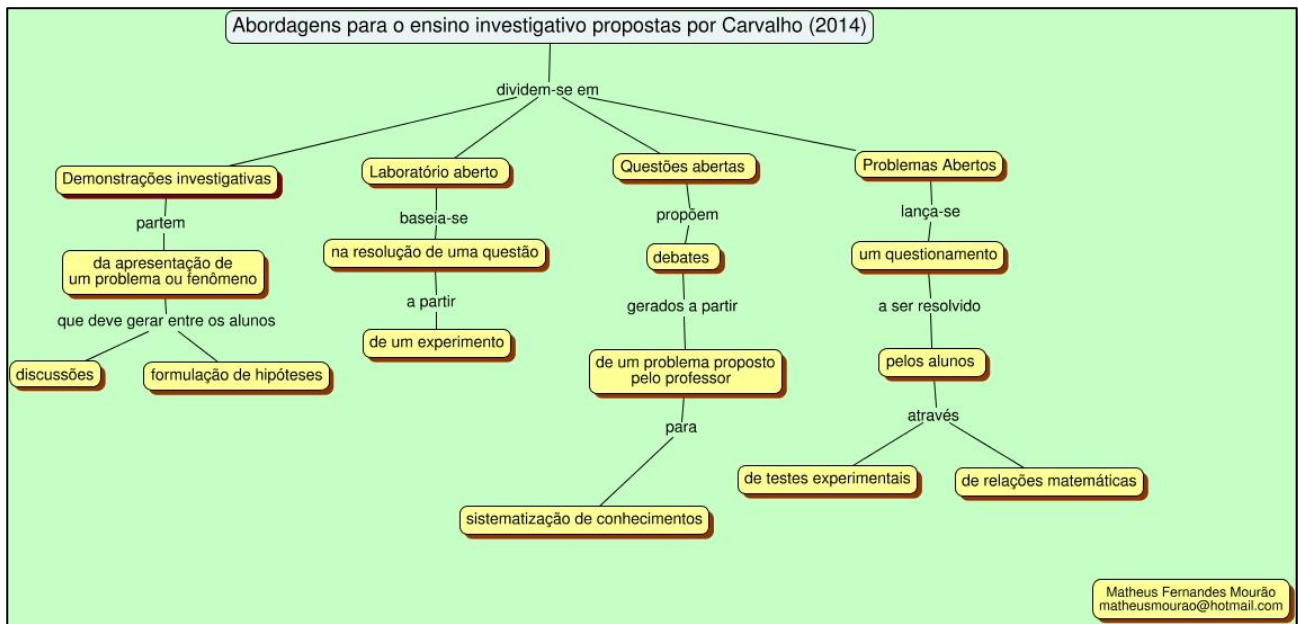 Abordagens para o ensino investigativo propostas por Carvalho (2014)
dividem-se em
Demonstrações investigativas
partem
da apresentação de
um problema ou fenômeno
que deve gerar entre os alunos
discussões
formulação de hipóteses
Laboratório aberto
baseia-se
na resolução de uma questão
a partir
de um experimento
Questões abertas
propõem
debates
gerados a partir
de um problema proposto
pelo professor
para
sistematização de conhecimentos
Problemas Abertos
lança-se
um questionamento
a ser resolvido
pelos alunos
através
de testes experimentais
de relações matemáticas
Matheus Fernandes Mourão
matheusmourao@hotmail.com